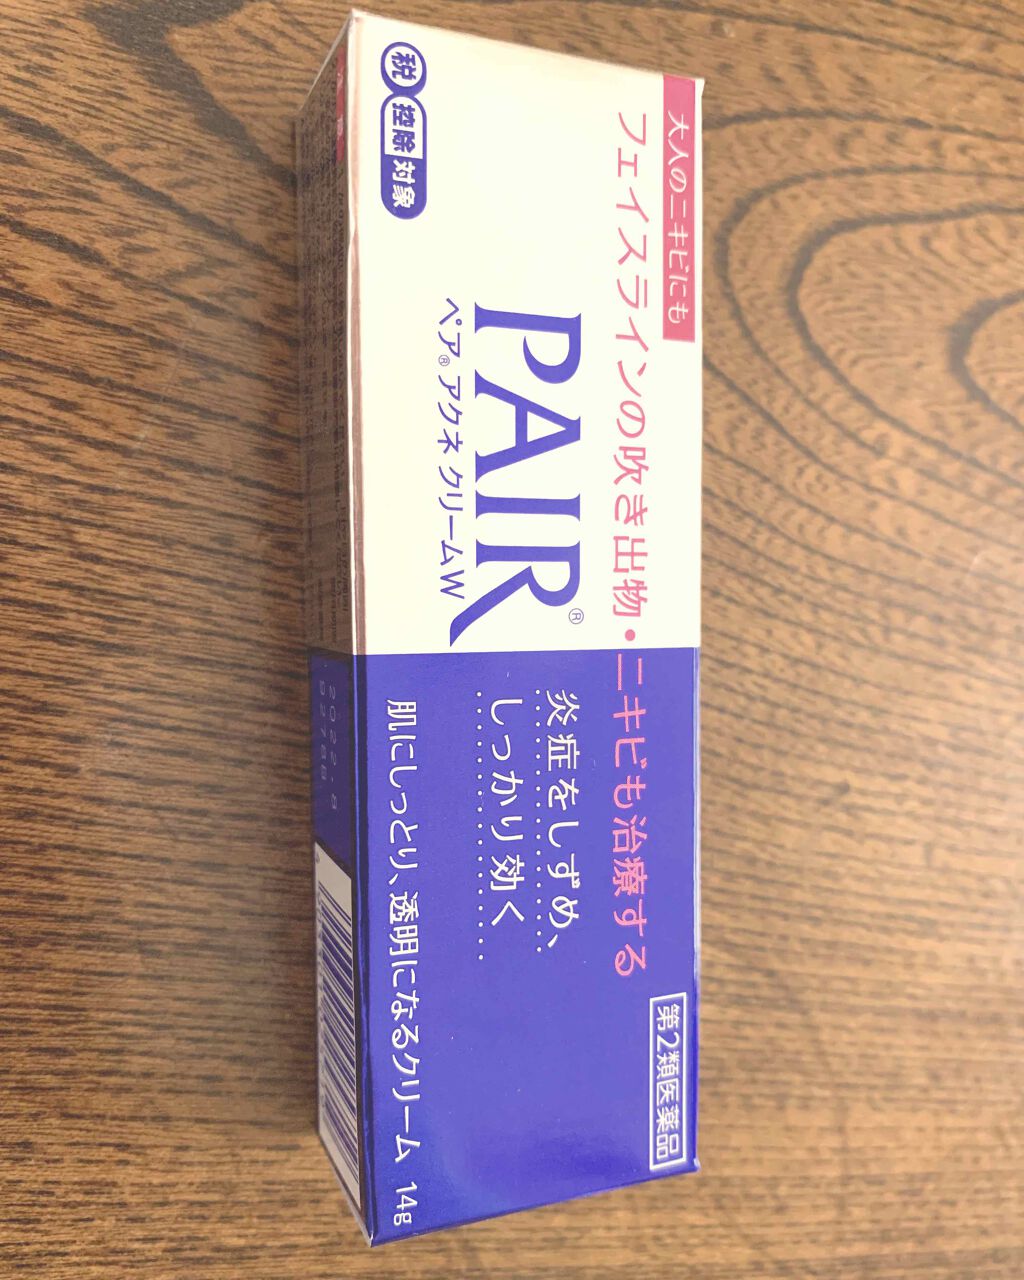 大人のニキビにも
フェイスラインの吹き出物・ニキビも治療する
PAIR®
ペア®アクネクリームW
炎症をしずめ、
しっかり効く
税 控除 対象
肌にしっとり、透明になるクリーム 14g
第2類医薬品
2022.8